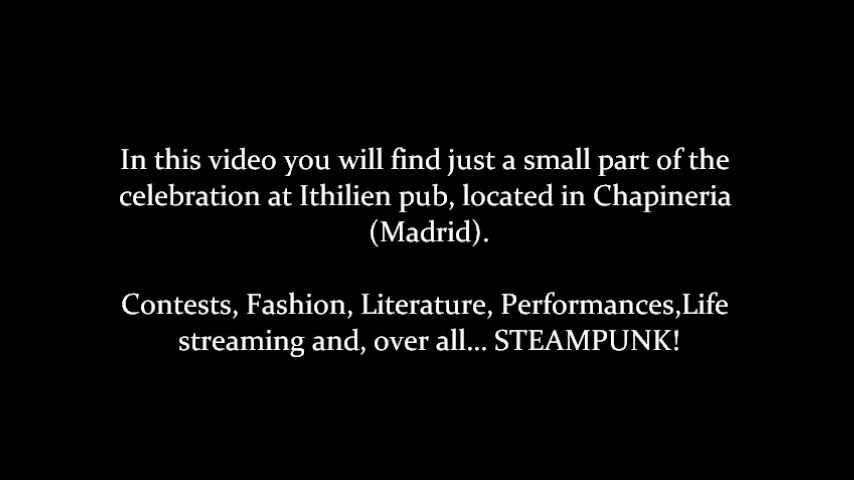 In this video you will find just a small part of the
celebration at Ithilien pub, located in Chapineria
(Madrid).
Contests, Fashion, Literature, Performances,Life
streaming and, over all... STEAMPUNK!